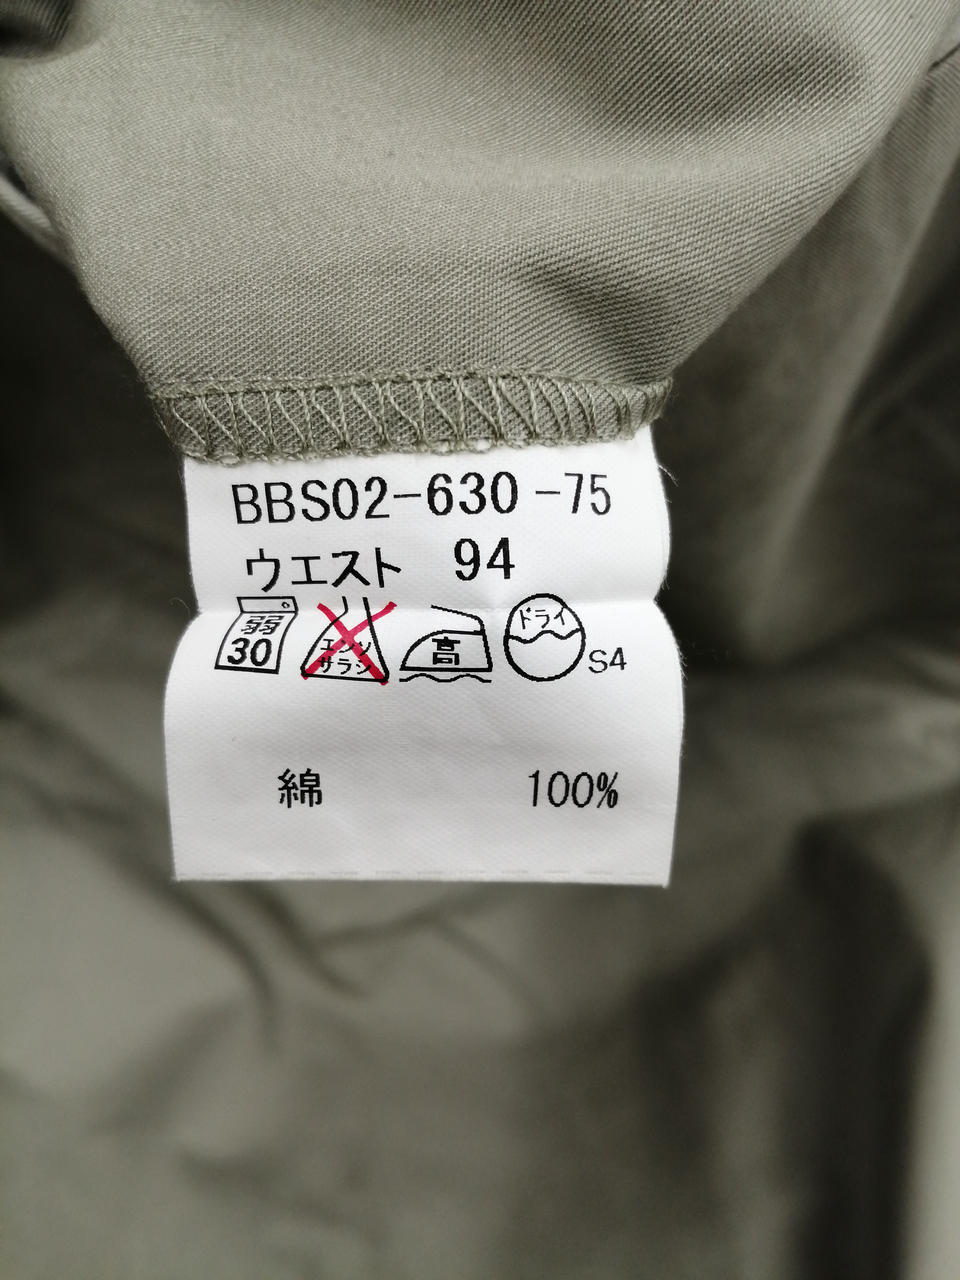 BBS02-630-75
ウエスト 94
弱 30 エンソサラシ 高 ドライ S4
綿 100%